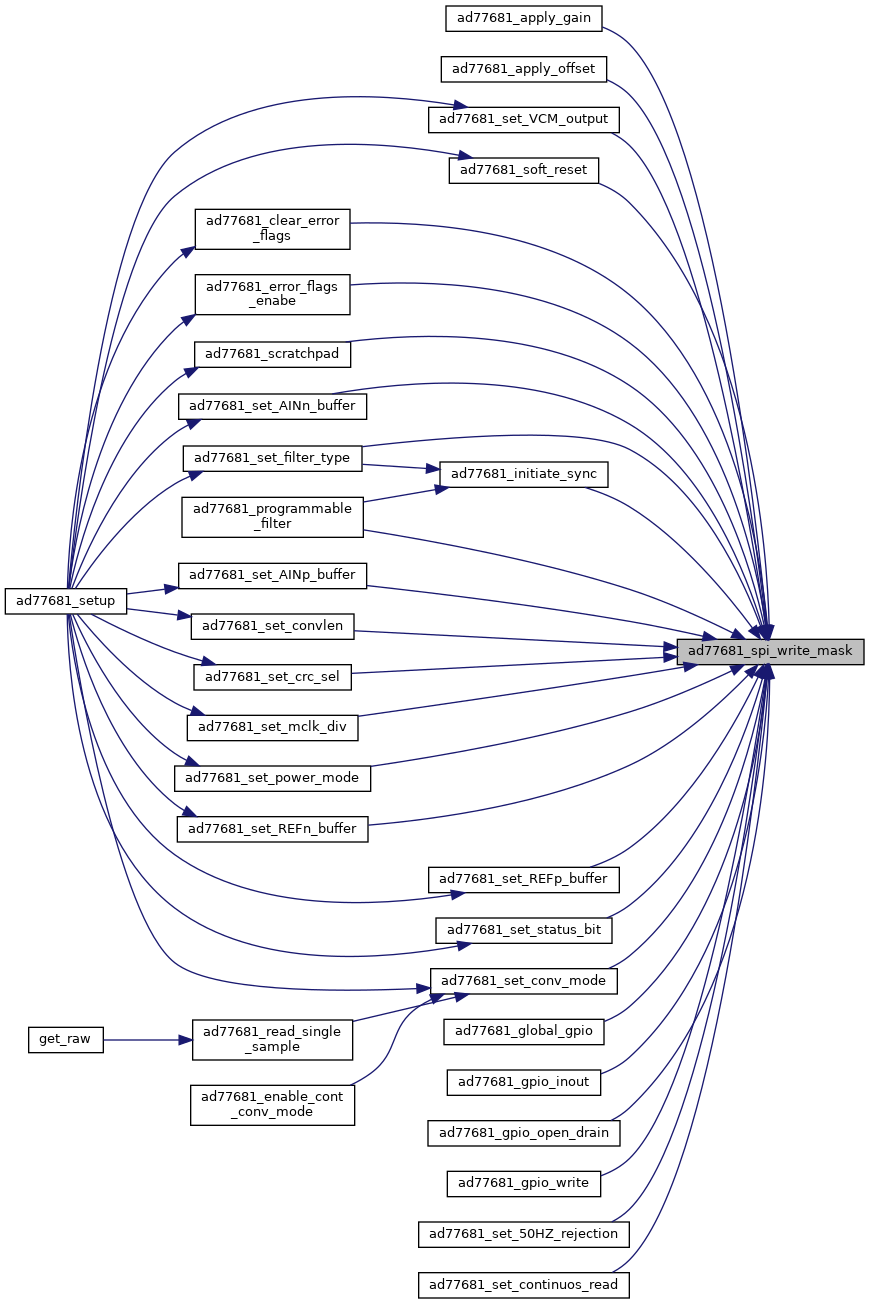 ad77681_apply_gain
ad77681_apply_offset
ad77681_set_VCM_output
ad77681_soft_reset
ad77681_clear_error
_flags
ad77681_error_flags
_enabe
ad77681_scratchpad
ad77681_set_AINn_buffer
ad77681_set_filter_type
ad77681_initiate_sync
ad77681_programmable
_filter
ad77681_set_AINp_buffer
ad77681_setup
ad77681_set_convlen
ad77681_spi_write_mask
ad77681_set_crc_sel
ad77681_set_mclk_div
ad77681_set_power_mode
ad77681_set_REFn_buffer
ad77681_set_REFp_buffer
ad77681_set_status_bit
ad77681_set_conv_mode
ad77681_global_gpio
get_raw
ad77681_read_single
_sample
ad77681_gpio_inout
ad77681_enable_cont
_conv_mode
ad77681_gpio_open_drain
ad77681_gpio_write
ad77681_set_50HZ_rejection
ad77681_set_continuos_read